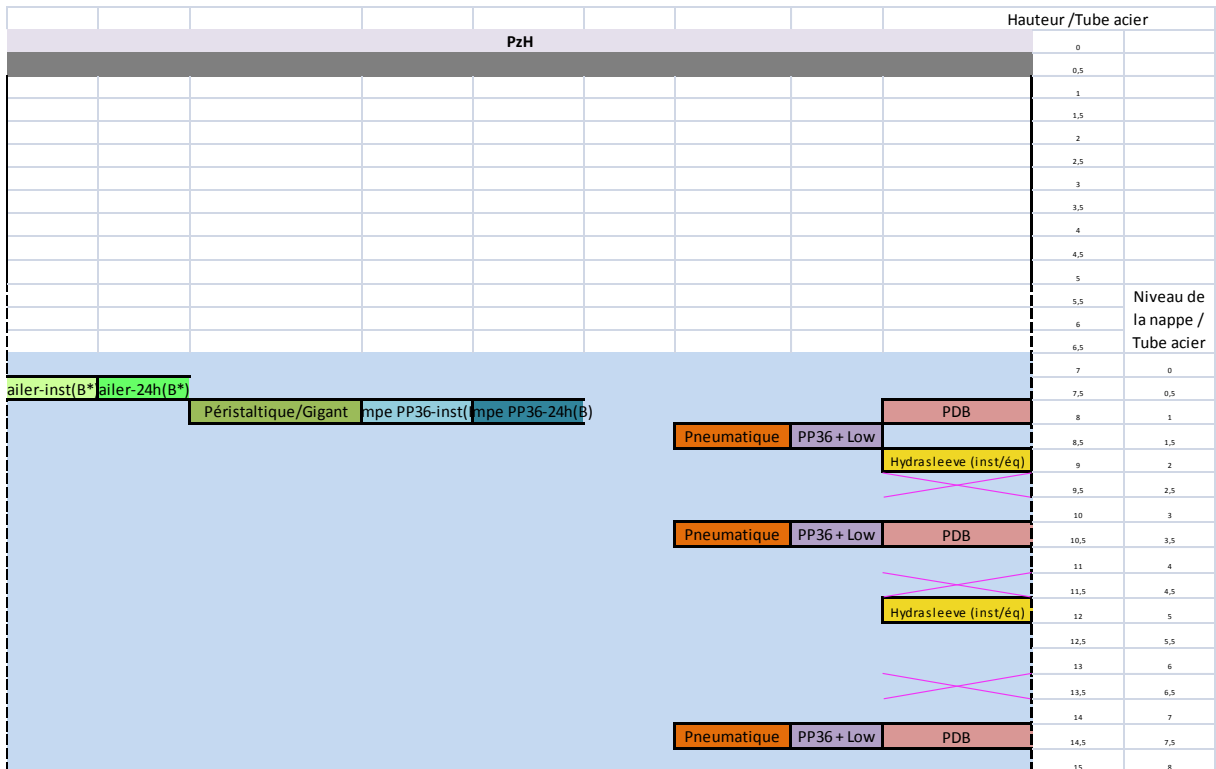 Hauteur /Tube acier
PzH
0
0,5
1
1,5
2
2,5
3
3,5
4
4,5
5
5,5
6
6,5
Niveau de
la nappe /
Tube acier
7 0
ailer-inst(B* ailer-24h(B*) 7,5 0,5
Péristaltique/Gigant mpe PP36-inst( mpe PP36-24h(B) PDB 8 1
Pneumatique PP36 + Low 8,5 1,5
Hydrasleeve (inst/éq) 9 2
9,5 2,5
10 3
Pneumatique PP36 + Low PDB 10,5 3,5
11 4
11,5 4,5
Hydrasleeve (inst/éq) 12 5
12,5 5,5
13 6
13,5 6,5
14 7
Pneumatique PP36 + Low PDB 14,5 7,5
15 8